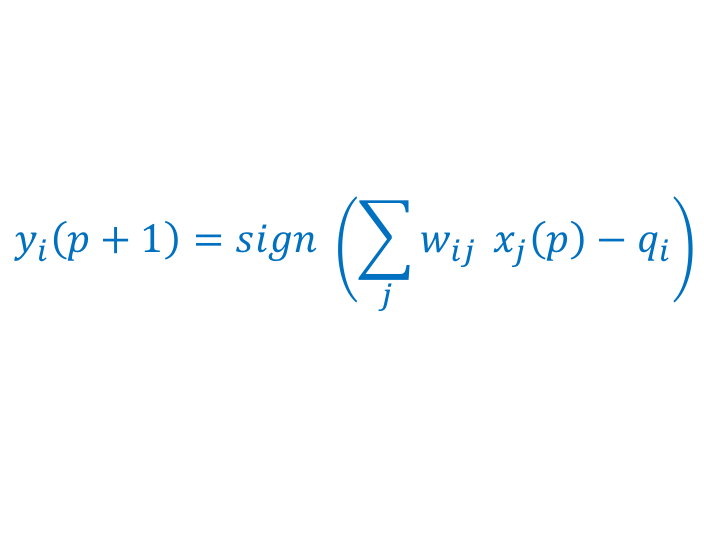 yᵢ(p + 1) = sign (∑ⱼ wᵢⱼ xⱼ(p) − qᵢ)